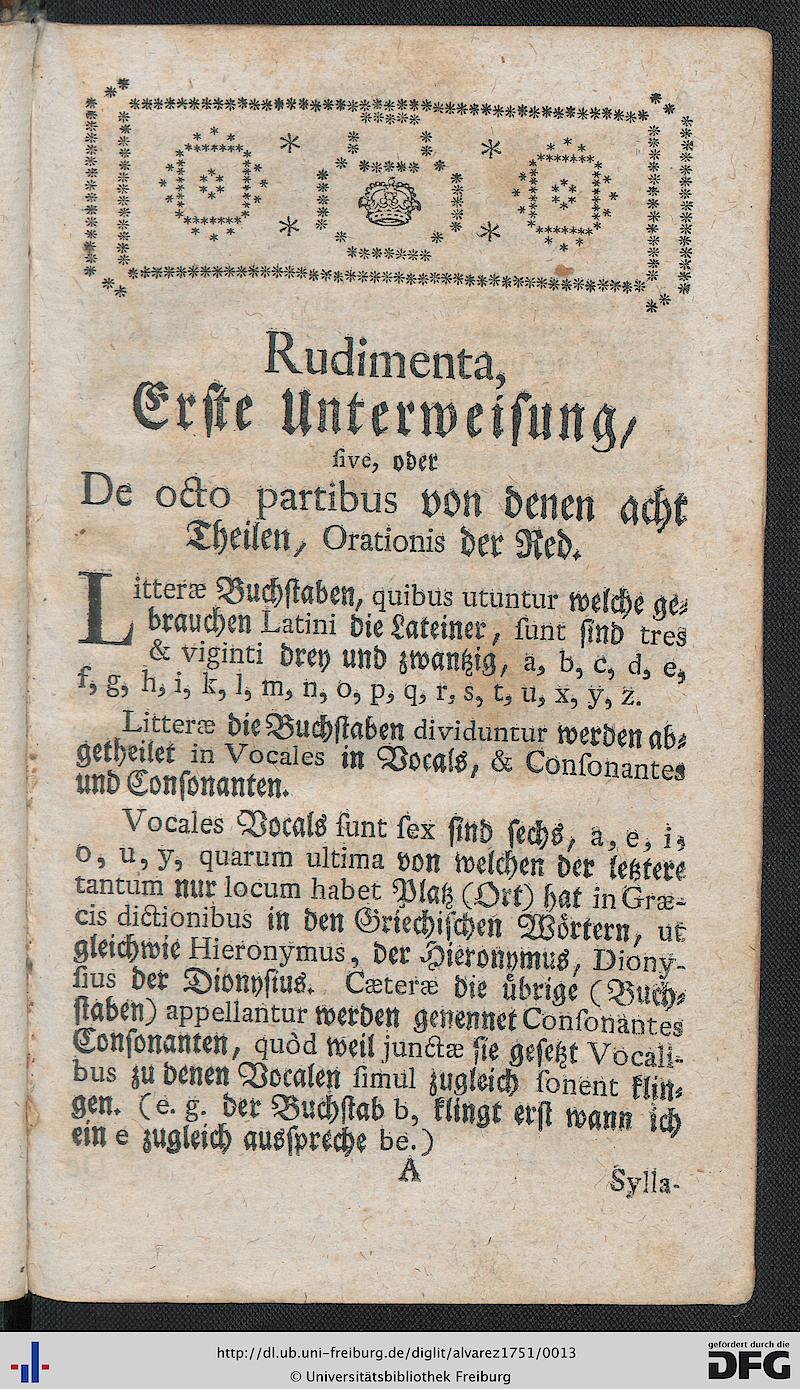 Rudimenta,
Erſte Unterweiſung/
ſive, oder
De octo partibus von denen acht
Theilen/ Orationis der Red.
Litteræ Buchſtaben, quibus utuntur welche ge⸗
brauchen Latini die Lateiner, ſunt ſind tres
& viginti drey und zwantzig, a, b, c, d, e,
f, g, h, i, k, l, m, n, o, p, q, r, s, t, u, x, y, z.
Litteræ die Buchſtaben dividuntur werden ab⸗
getheilet in Vocales in Vocals, & Conſonantes
und Conſonanten.
Vocales Vocals ſunt ſex ſind ſechs, a, e, i,
o, u, y, quarum ultima von welchen der letztere
tantum nur locum habet Platz (Ort) hat in Græ-
cis dictionibus in den Griechiſchen Wörtern, ut
gleichwie Hieronymus, der Hieronymus, Diony-
ſius der Dionyſius. Cæteræ die übrige (Buch⸗
ſtaben) appellantur werden genennet Conſonantes
Conſonanten, quòd weil junctæ ſie geſetzt Vocali-
bus zu denen Vocalen ſimul zugleich ſonent klin⸗
gen. (e. g. der Buchſtab b, klingt erſt wann ich
ein e zugleich ausſpreche be.)
A
Sylla-
http://dl.ub.uni-freiburg.de/diglit/alvarez1751/0013
© Universitätsbibliothek Freiburg
gefördert durch die
DFG